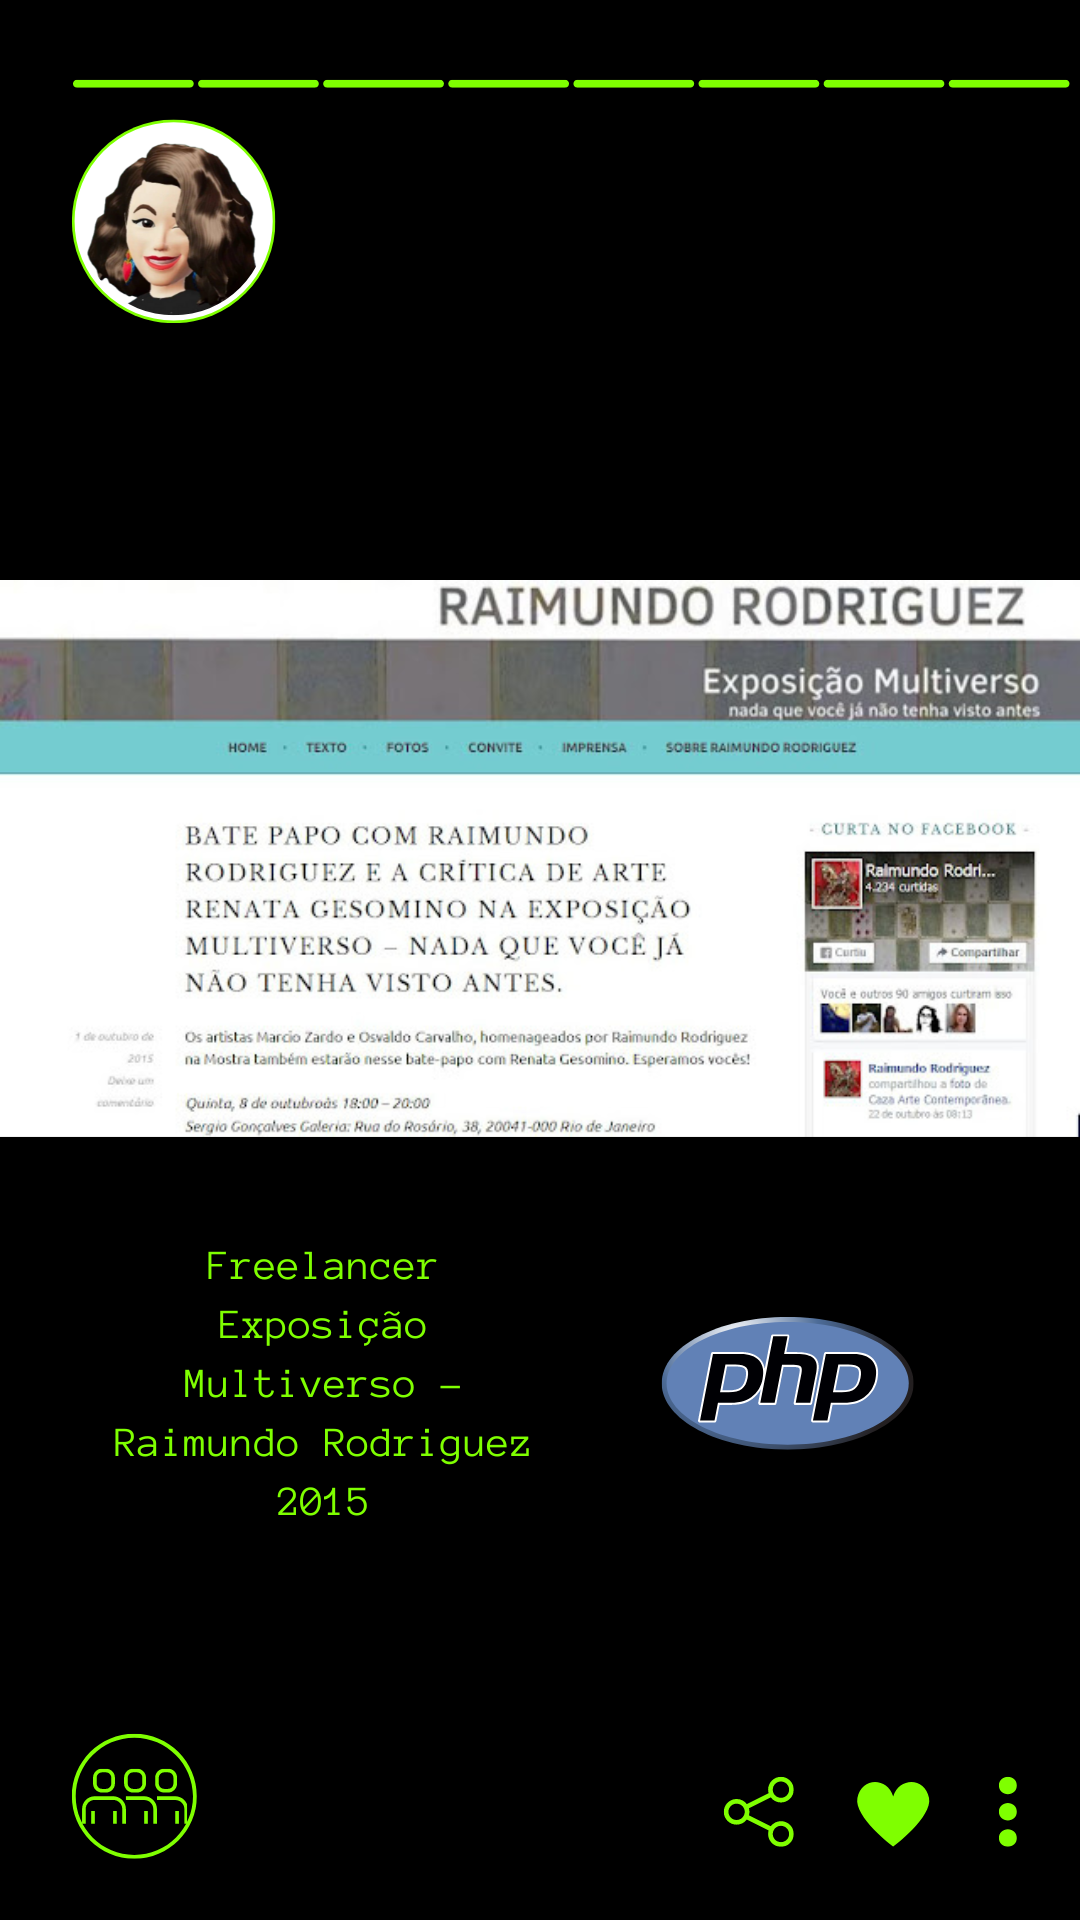 RAIMUNDO RODRIGUEZ
Exposição Multiverso
nada que você já não tenha visto antes
HOME · TEXTO · FOTOS · CONVITE · IMPRENSA · SOBRE RAIMUNDO RODRIGUEZ
BATE PAPO COM RAIMUNDO
RODRIGUEZ E A CRÍTICA DE ARTE
RENATA GESOMINO NA EXPOSIÇÃO
MULTIVERSO – NADA QUE VOCÊ JÁ
NÃO TENHA VISTO ANTES.
1 de outubro de
2015
Deixe um
comentário
Os artistas Marcio Zardo e Osvaldo Carvalho, homenageados por Raimundo Rodriguez
na Mostra também estarão nesse bate-papo com Renata Gesomino. Esperamos vocês!
Quinta, 8 de outubroàs 18:00 – 20:00
Sergio Gonçalves Galeria: Rua do Rosário, 38, 20041-000 Rio de Janeiro
- CURTA NO FACEBOOK -
Raimundo Rodri...
4.234 curtidas
Curtiu
Compartilhar
Você e outros 90 amigos curtiram isso
Raimundo Rodriguez
compartilhou a foto de
Caza Arte Contemporânea.
22 de outubro às 08:13
Freelancer
Exposição
Multiverso -
Raimundo Rodriguez
2015
php